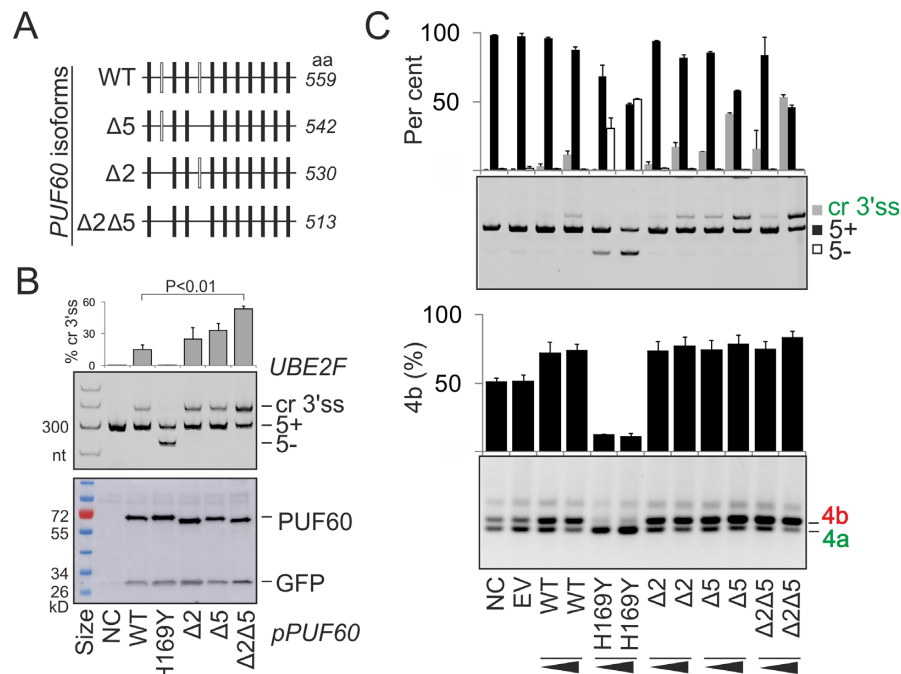 A
PUF60 isoforms
aa
WT 559
Δ5 542
Δ2 530
Δ2Δ5 513
B
P<0.01
% cr 3'ss
60
30
0
UBE2F
cr 3'ss
5+
5-
300
nt
72
55
34
26
kD
PUF60
GFP
Size NC WT H169Y Δ2 Δ5 Δ2Δ5 pPUF60
C
Per cent
100
50
cr 3'ss
5+
5-
4b (%)
100
50
4b
4a
NC EV WT WT H169Y H169Y Δ2 Δ2 Δ5 Δ5 Δ2Δ5 Δ2Δ5